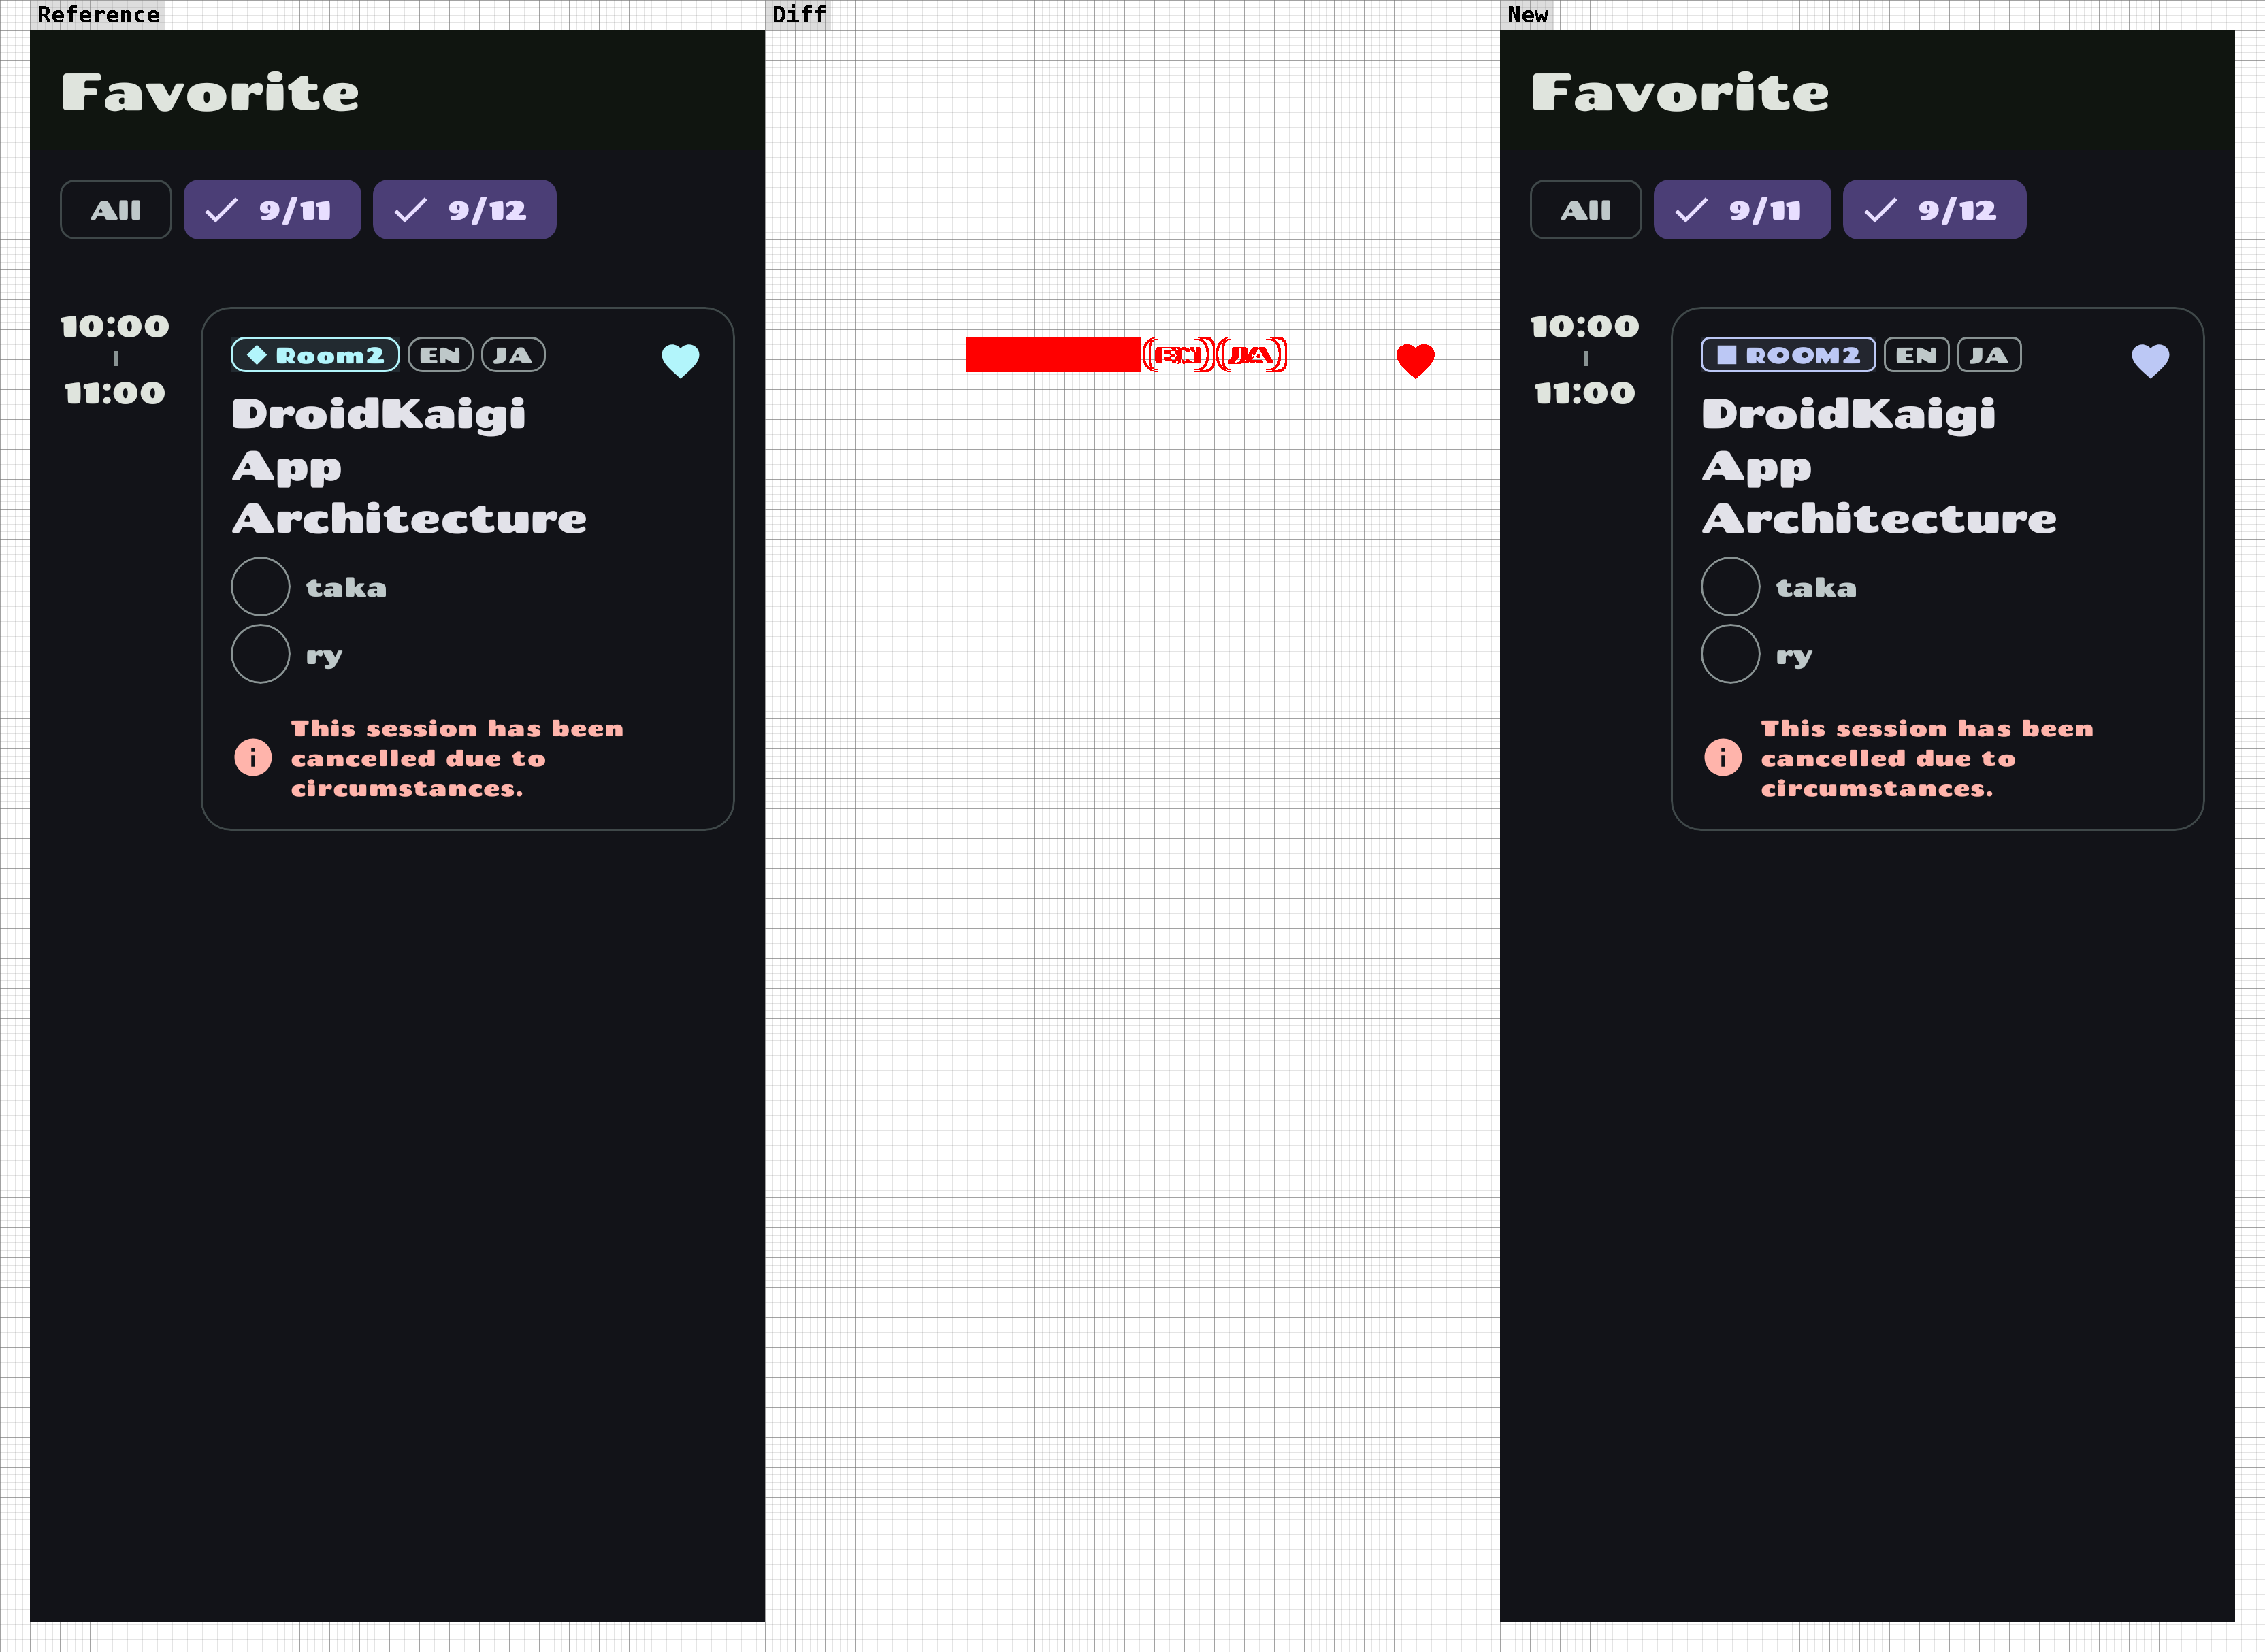 Reference
Favorite
All
9/11
9/12
10:00
11:00
Room2
EN
JA
DroidKaigi
App
Architecture
taka
ry
This session has been
cancelled due to
circumstances.
Diff
EN
JA
New
Favorite
All
9/11
9/12
10:00
11:00
ROOM2
EN
JA
DroidKaigi
App
Architecture
taka
ry
This session has been
cancelled due to
circumstances.